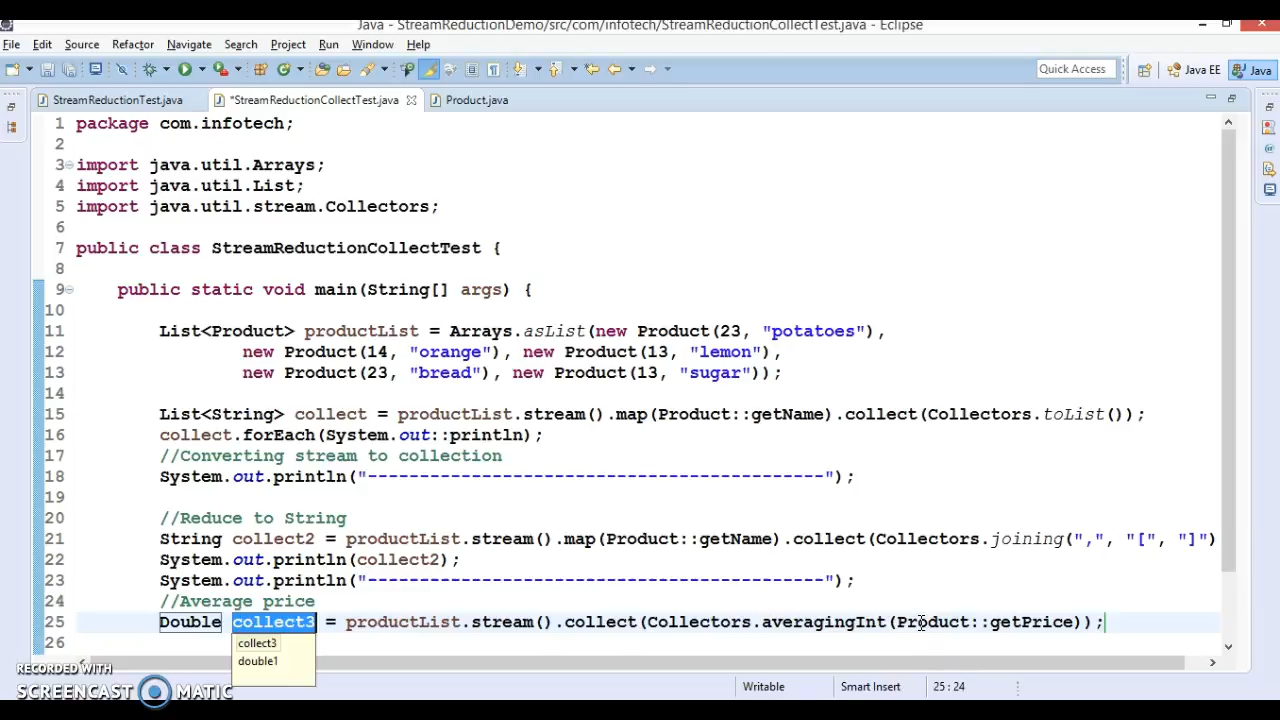 Java - StreamReductionDemo/src/com/infotech/StreamReductionCollectTest.java - Eclipse
File Edit Source Refactor Navigate Search Project Run Window Help
Quick Access Java EE Java
StreamReductionTest.java *StreamReductionCollectTest.java Product.java
1 package com.infotech;
2
3 import java.util.Arrays;
4 import java.util.List;
5 import java.util.stream.Collectors;
6
7 public class StreamReductionCollectTest {
8
9 public static void main(String[] args) {
10
11 List<Product> productList = Arrays.asList(new Product(23, "potatoes"),
12 new Product(14, "orange"), new Product(13, "lemon"),
13 new Product(23, "bread"), new Product(13, "sugar"));
14
15 List<String> collect = productList.stream().map(Product::getName).collect(Collectors.toList());
16 collect.forEach(System.out::println);
17 //Converting stream to collection
18 System.out.println("--------------------------------------------");
19
20 //Reduce to String
21 String collect2 = productList.stream().map(Product::getName).collect(Collectors.joining(",", "[", "]")
22 System.out.println(collect2);
23 System.out.println("--------------------------------------------");
24 //Average price
25 Double collect3 = productList.stream().collect(Collectors.averagingInt(Product::getPrice));
26
collect3
double1
RECORDED WITH
SCREENCAST MATIC
Writable Smart Insert 25 : 24